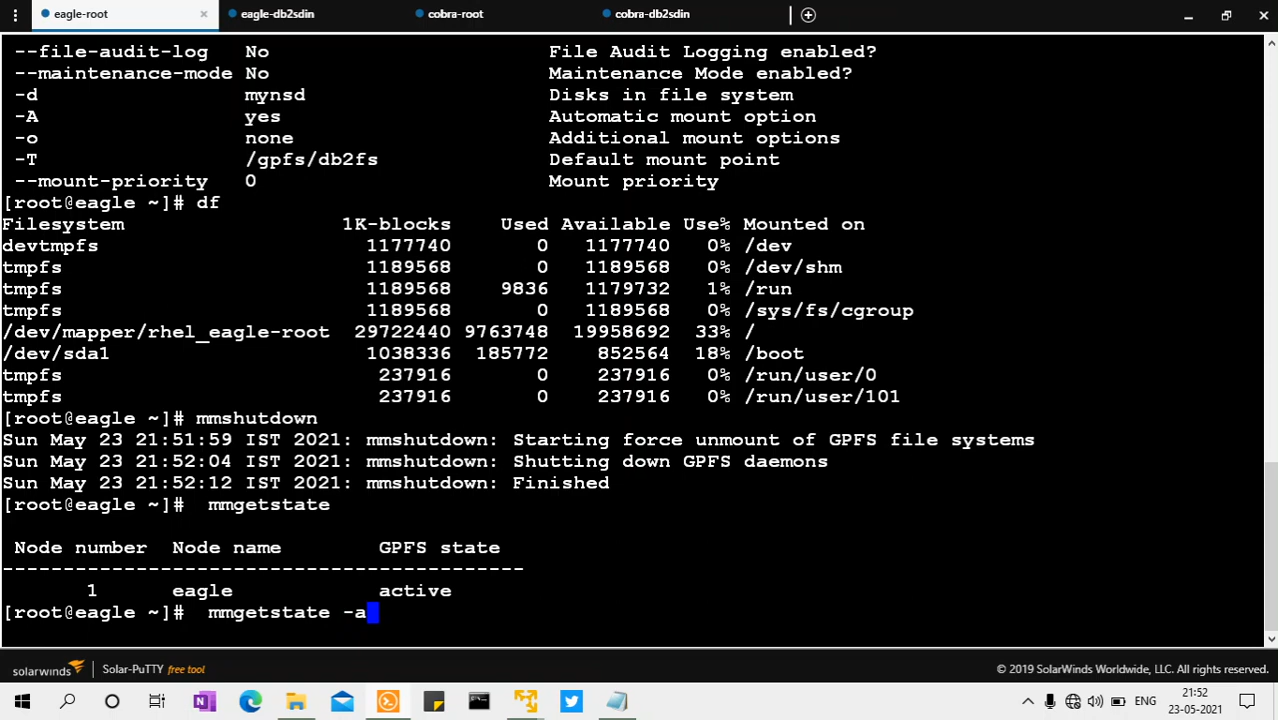 eagle-root
eagle-db2sdin
cobra-root
cobra-db2sdin
--file-audit-log No File Audit Logging enabled?
--maintenance-mode No Maintenance Mode enabled?
-d mynsd Disks in file system
-A yes Automatic mount option
-o none Additional mount options
-T /gpfs/db2fs Default mount point
--mount-priority 0 Mount priority
[root@eagle ~]# df
Filesystem 1K-blocks Used Available Use% Mounted on
devtmpfs 1177740 0 1177740 0% /dev
tmpfs 1189568 0 1189568 0% /dev/shm
tmpfs 1189568 9836 1179732 1% /run
tmpfs 1189568 0 1189568 0% /sys/fs/cgroup
/dev/mapper/rhel_eagle-root 29722440 9763748 19958692 33% /
/dev/sda1 1038336 185772 852564 18% /boot
tmpfs 237916 0 237916 0% /run/user/0
tmpfs 237916 0 237916 0% /run/user/101
[root@eagle ~]# mmshutdown
Sun May 23 21:51:59 IST 2021: mmshutdown: Starting force unmount of GPFS file systems
Sun May 23 21:52:04 IST 2021: mmshutdown: Shutting down GPFS daemons
Sun May 23 21:52:12 IST 2021: mmshutdown: Finished
[root@eagle ~]#  mmgetstate
Node number Node name GPFS state
-------------------------------------------
1 eagle active
[root@eagle ~]#  mmgetstate -a
solarwinds Solar-PuTTY free tool © 2019 SolarWinds Worldwide, LLC. All rights reserved.
ENG
21:52
23-05-2021